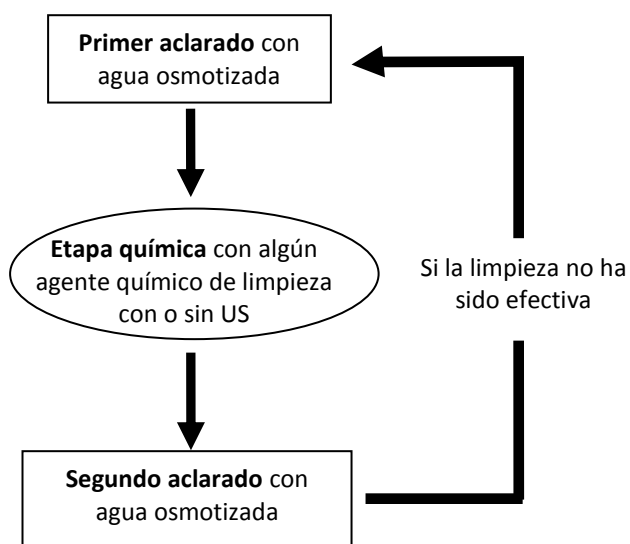 Primer aclarado con
agua osmotizada
Etapa química con algún
agente químico de limpieza
con o sin US
Si la limpieza no ha
sido efectiva
Segundo aclarado con
agua osmotizada